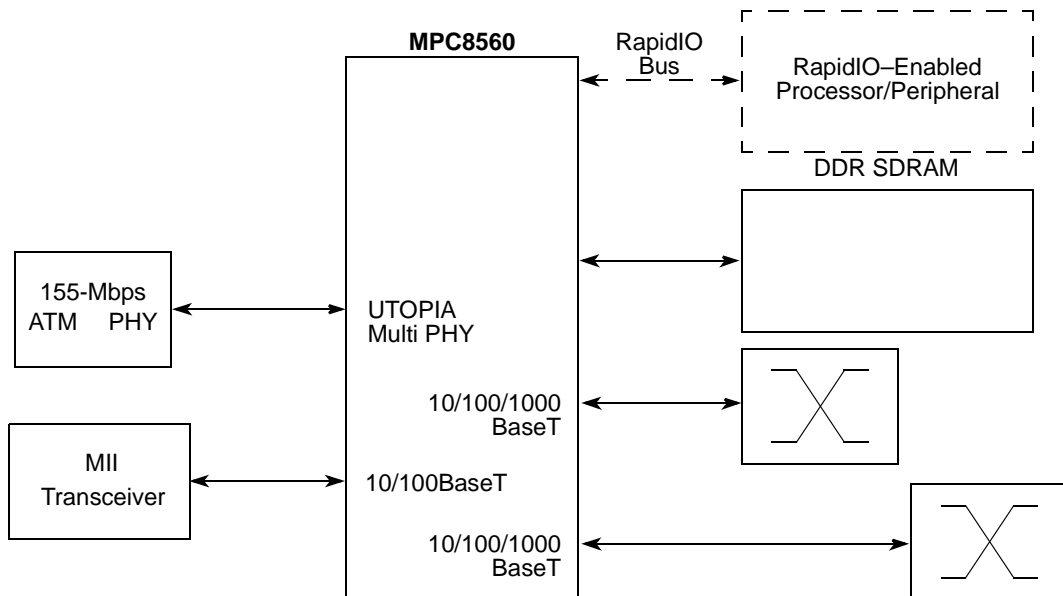 MPC8560
RapidIO
Bus
RapidIO–Enabled
Processor/Peripheral
DDR SDRAM
155-Mbps
ATM PHY
UTOPIA
Multi PHY
10/100/1000
BaseT
MII
Transceiver
10/100BaseT
10/100/1000
BaseT